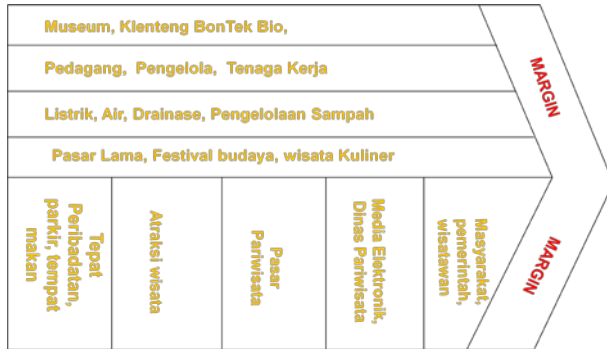 Museum, Klenteng BonTek Bio,
Pedagang, Pengelola, Tenaga Kerja
Listrik, Air, Drainase, Pengelolaan Sampah
Pasar Lama, Festival budaya, wisata Kuliner
MARGIN
Tepat
Peribadatan,
parkir, tempat
makan
Atraksi wisata
Pasar
Pariwisata
Media Elektronik,
Dinas Pariwisata
Masyarakat,
pemerintah,
wisatawan
MARGIN